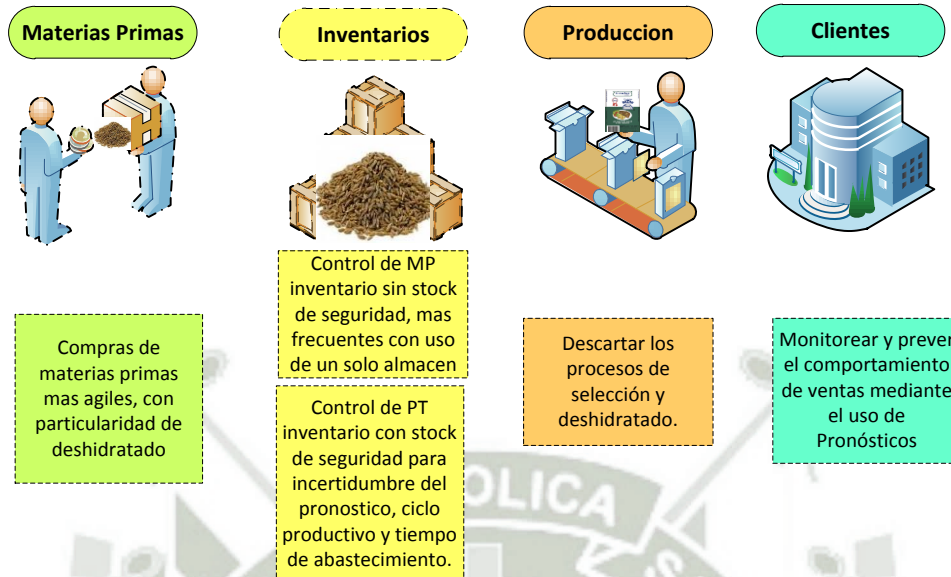 Materias Primas
Inventarios
Produccion
Clientes
Compras de
materias primas
mas agiles, con
particularidad de
deshidratado
Control de MP
inventario sin stock
de seguridad, mas
frecuentes con uso
de un solo almacen
Control de PT
inventario con stock
de seguridad para
incertidumbre del
pronostico, ciclo
productivo y tiempo
de abastecimiento.
Descartar los
procesos de
selección y
deshidratado.
Monitorear y prever
el comportamiento
de ventas mediante
el uso de
Pronósticos
OLICA